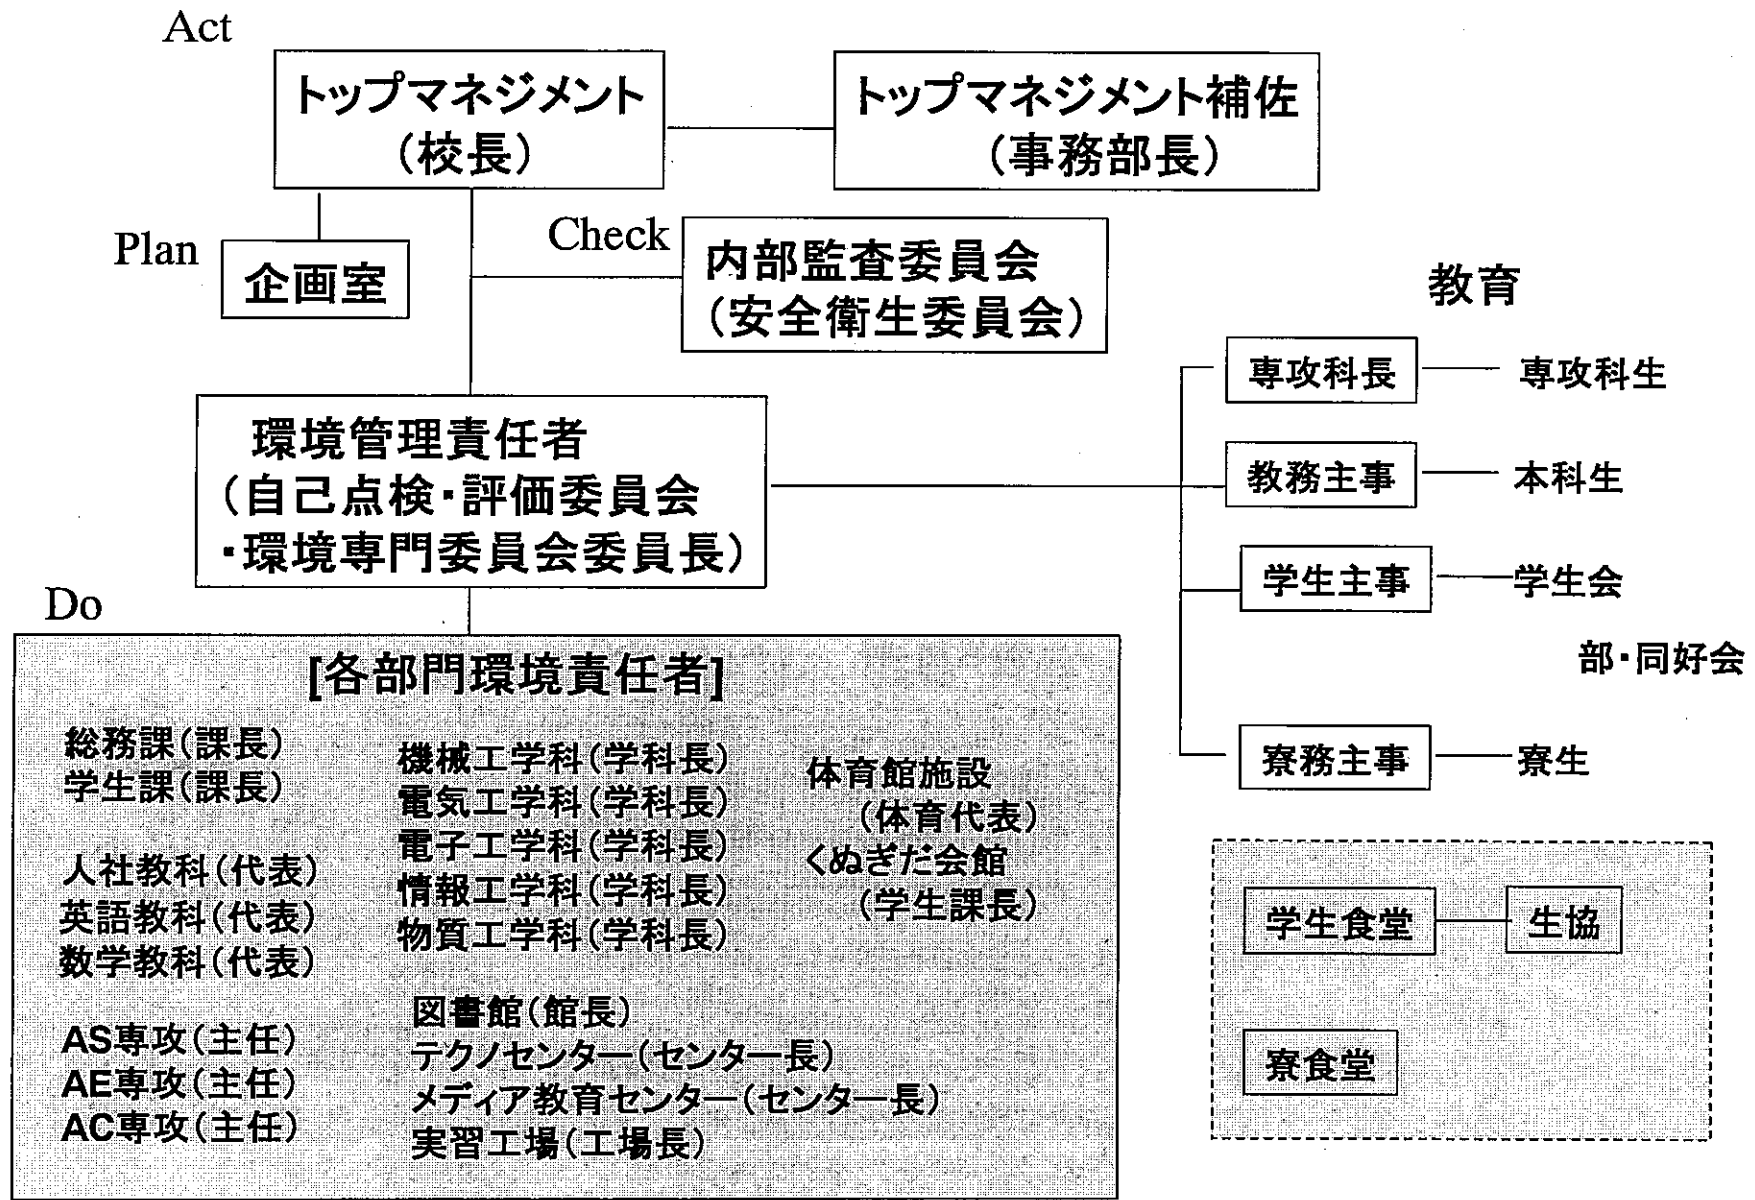 Act
トップマネジメント
(校長)
トップマネジメント補佐
(事務部長)
Plan
企画室
Check
内部監査委員会
(安全衛生委員会)
環境管理責任者
(自己点検・評価委員会
・環境専門委員会委員長)
教育
専攻科長
専攻科生
教務主事
本科生
学生主事
学生会
部・同好会
寮務主事
寮生
Do
[各部門環境責任者]
総務課(課長)
学生課(課長)
人社教科(代表)
英語教科(代表)
数学教科(代表)
AS専攻(主任)
AE専攻(主任)
AC専攻(主任)
機械工学科(学科長)
電気工学科(学科長)
電子工学科(学科長)
情報工学科(学科長)
物質工学科(学科長)
図書館(館長)
テクノセンター(センター長)
メディア教育センター(センター長)
実習工場(工場長)
体育館施設
(体育代表)
くぬぎだ会館
(学生課長)
学生食堂
生協
寮食堂